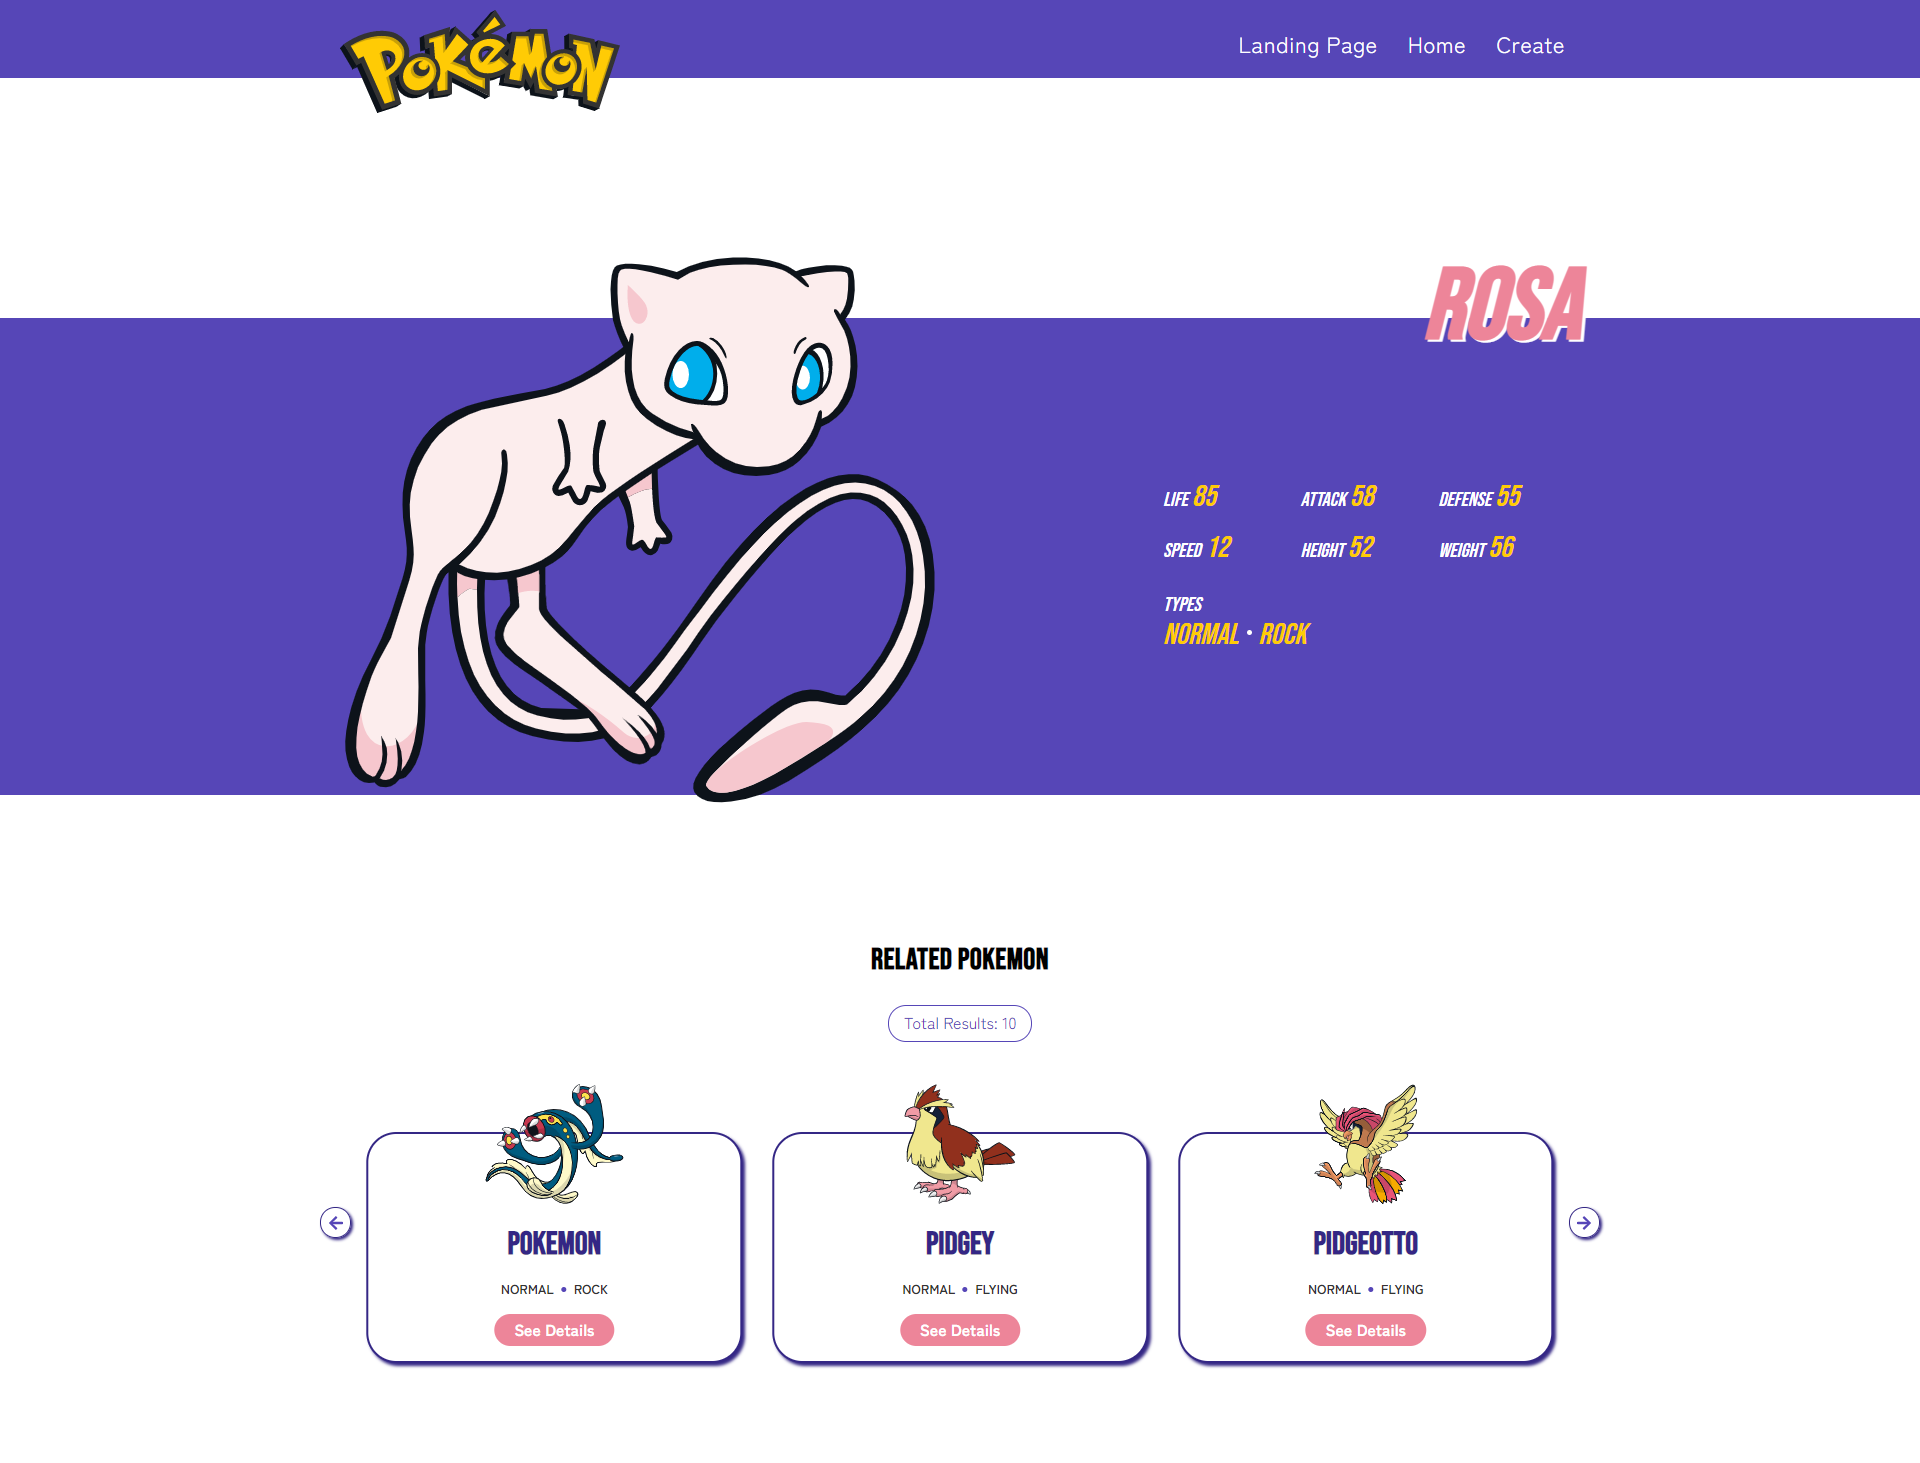 Pokémon
Landing Page Home Create
ROSA
LIFE 85 ATTACK 58 DEFENSE 55
SPEED 12 HEIGHT 52 WEIGHT 56
TYPES
NORMAL • ROCK
RELATED POKEMON
Total Results: 10
POKEMON PIDGEY PIDGEOTTO
NORMAL • ROCK NORMAL • FLYING NORMAL • FLYING
See Details See Details See Details